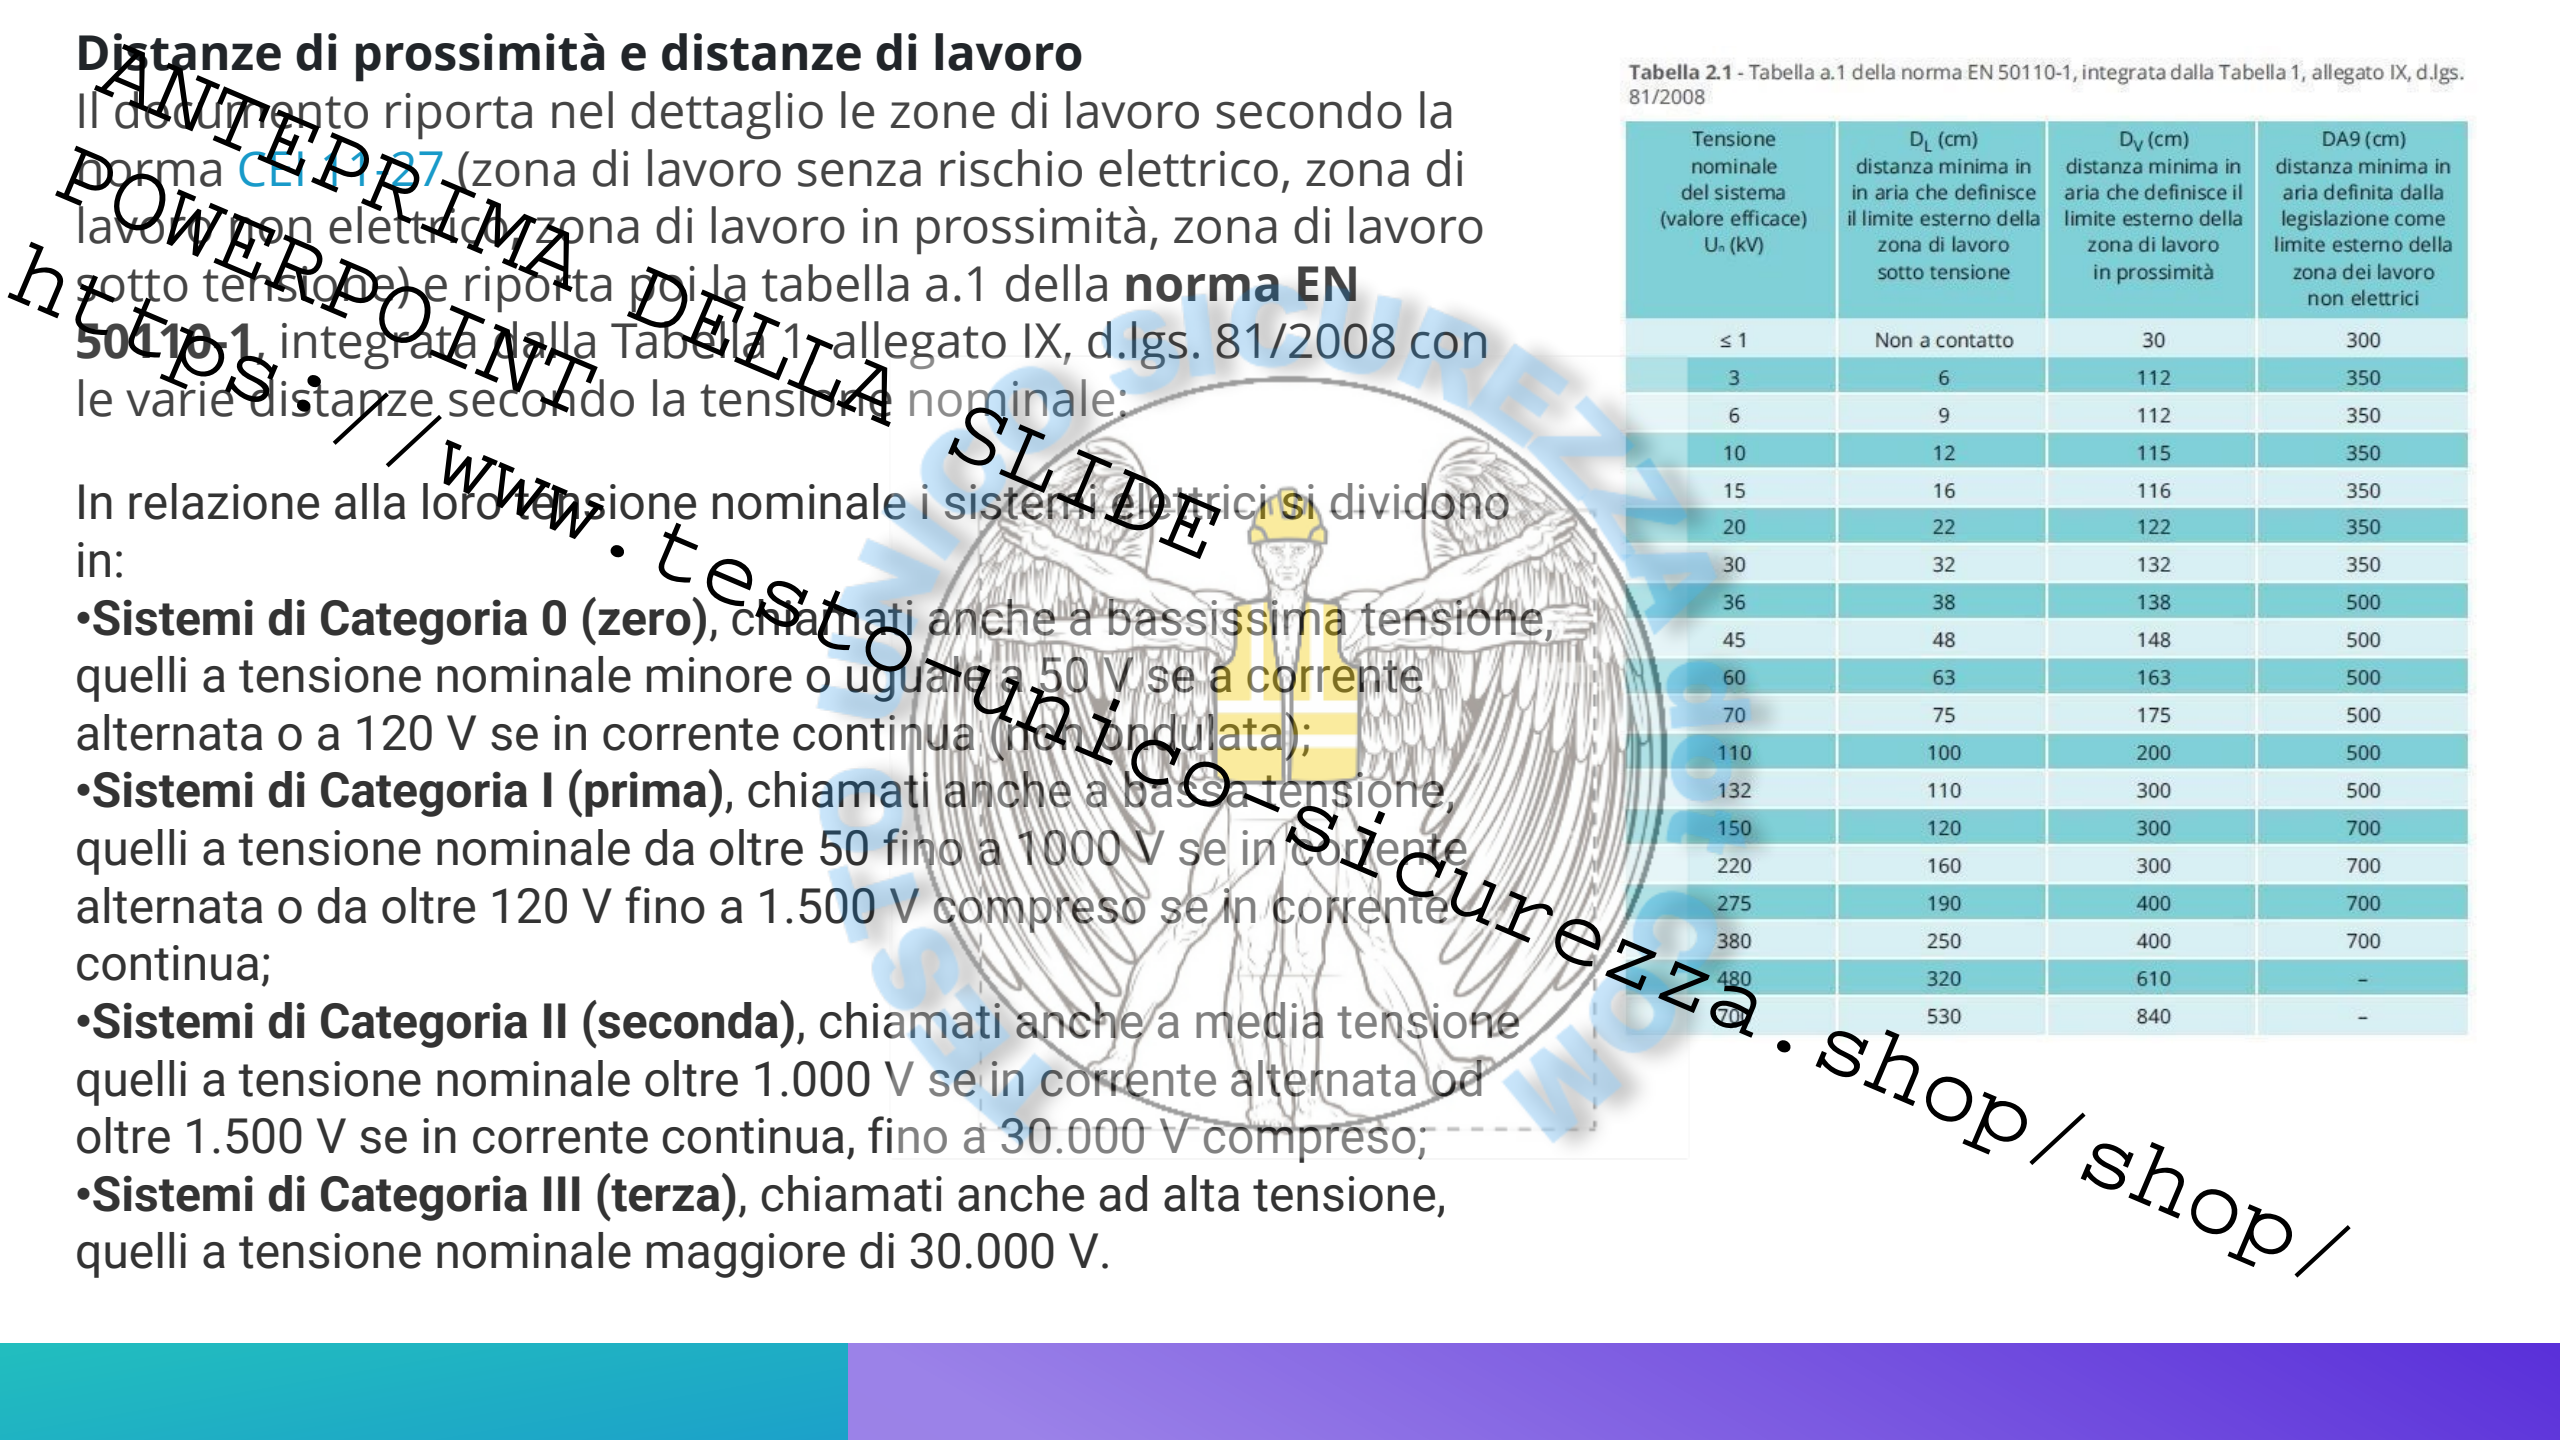 Distanze di prossimità e distanze di lavoro
Il documento riporta nel dettaglio le zone di lavoro secondo la
norma CEI 11-27 (zona di lavoro senza rischio elettrico, zona di
lavoro non elettrico, zona di lavoro in prossimità, zona di lavoro
sotto tensione) e riporta poi la tabella a.1 della norma EN
50110-1, integrata dalla Tabella 1, allegato IX, d.lgs. 81/2008 con
le varie distanze secondo la tensione nominale:
In relazione alla loro tensione nominale i sistemi elettrici si dividono
in:
•Sistemi di Categoria 0 (zero), chiamati anche a bassissima tensione,
quelli a tensione nominale minore o uguale a 50 V se a corrente
alternata o a 120 V se in corrente continua (non ondulata);
•Sistemi di Categoria I (prima), chiamati anche a bassa tensione,
quelli a tensione nominale da oltre 50 fino a 1000 V se in corrente
alternata o da oltre 120 V fino a 1.500 V compreso se in corrente
continua;
•Sistemi di Categoria II (seconda), chiamati anche a media tensione
quelli a tensione nominale oltre 1.000 V se in corrente alternata od
oltre 1.500 V se in corrente continua, fino a 30.000 V compreso;
•Sistemi di Categoria III (terza), chiamati anche ad alta tensione,
quelli a tensione nominale maggiore di 30.000 V.
ANTEPRIMA DELLA SLIDE
POWERPOINT
https://www.testo-unico-sicurezza.shop/shop/
TESTO UNICO SICUREZZA dot COM
Tabella 2.1 - Tabella a.1 della norma EN 50110-1, integrata dalla Tabella 1, allegato IX, d.lgs.
81/2008
Tensione nominale del sistema (valore efficace) Un (kV)
DL (cm) distanza minima in in aria che definisce il limite esterno della zona di lavoro sotto tensione
DV (cm) distanza minima in aria che definisce il limite esterno della zona di lavoro in prossimità
DA9 (cm) distanza minima in aria definita dalla legislazione come limite esterno della zona dei lavoro non elettrici
≤ 1 Non a contatto 30 300
3 6 112 350
6 9 112 350
10 12 115 350
15 16 116 350
20 22 122 350
30 32 132 350
36 38 138 500
45 48 148 500
60 63 163 500
70 75 175 500
110 100 200 500
132 110 300 500
150 120 300 700
220 160 300 700
275 190 400 700
380 250 400 700
480 320 610 –
700 530 840 –